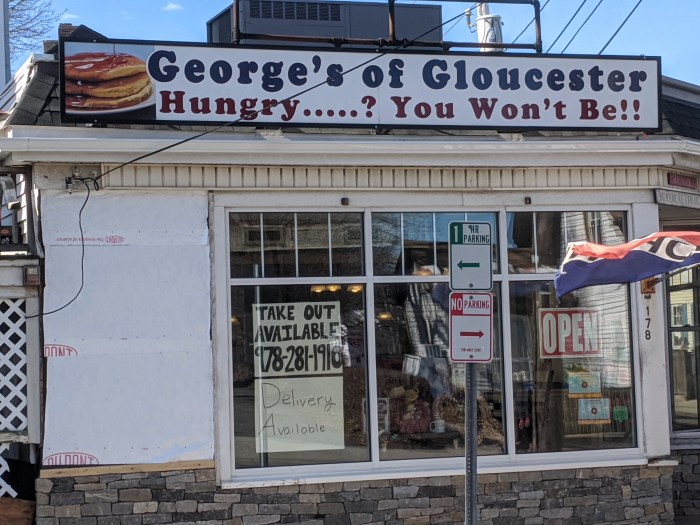 George's of Gloucester
Hungry.....? You Won't Be!!
TAKE OUT
AVAILABLE
978-281-1910
Delivery
Available
1 HR
PARKING
NO PARKING
OPEN
178
DUPONT